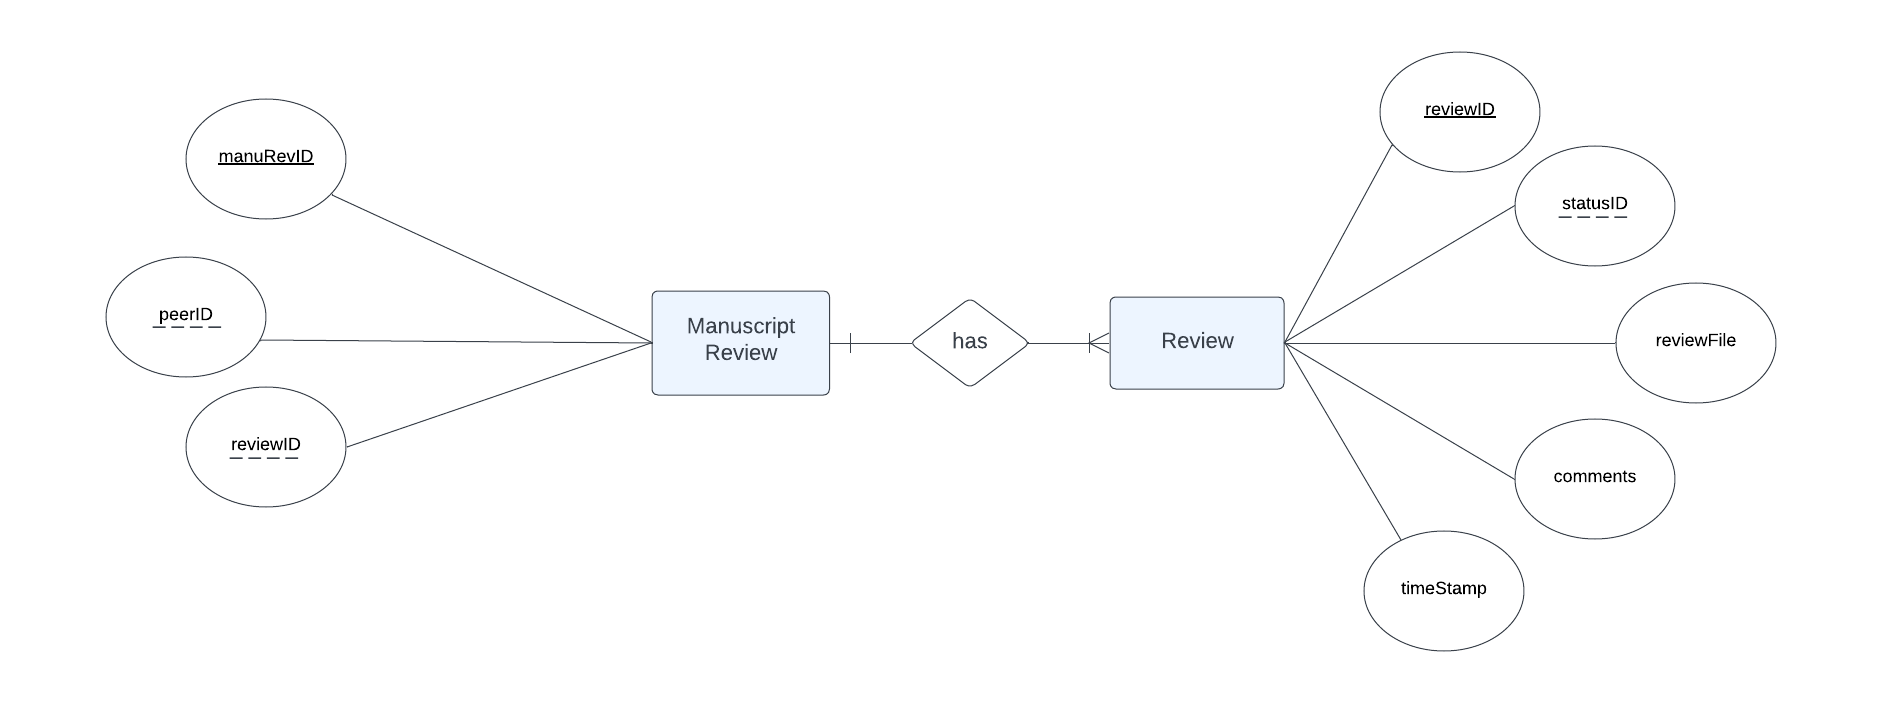 manuRevID
peerID
reviewID
Manuscript
Review
has
Review
reviewID
statusID
reviewFile
comments
timeStamp